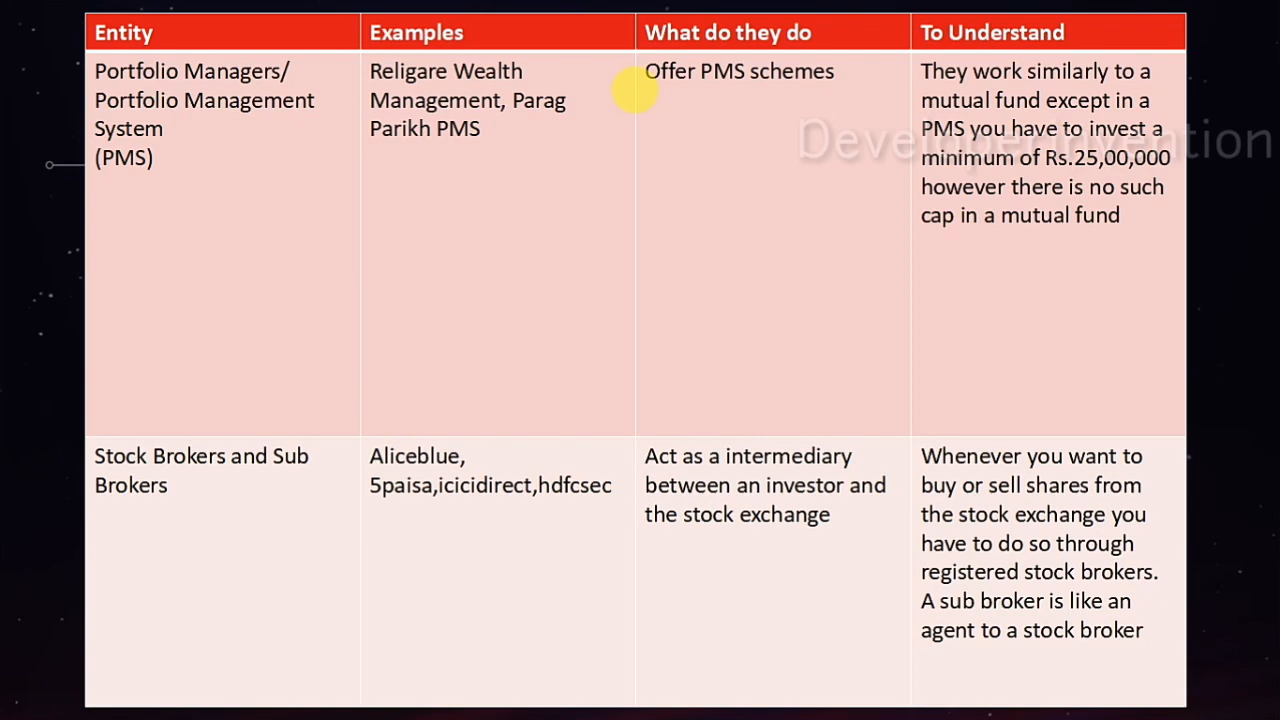 Entity
Examples
What do they do
To Understand
Portfolio Managers/
Portfolio Management
System
(PMS)
Religare Wealth
Management, Parag
Parikh PMS
Offer PMS schemes
They work similarly to a
mutual fund except in a
PMS you have to invest a
minimum of Rs.25,00,000
however there is no such
cap in a mutual fund
Developer invention
Stock Brokers and Sub
Brokers
Aliceblue,
5paisa,icicidirect,hdfcsec
Act as a intermediary
between an investor and
the stock exchange
Whenever you want to
buy or sell shares from
the stock exchange you
have to do so through
registered stock brokers.
A sub broker is like an
agent to a stock broker